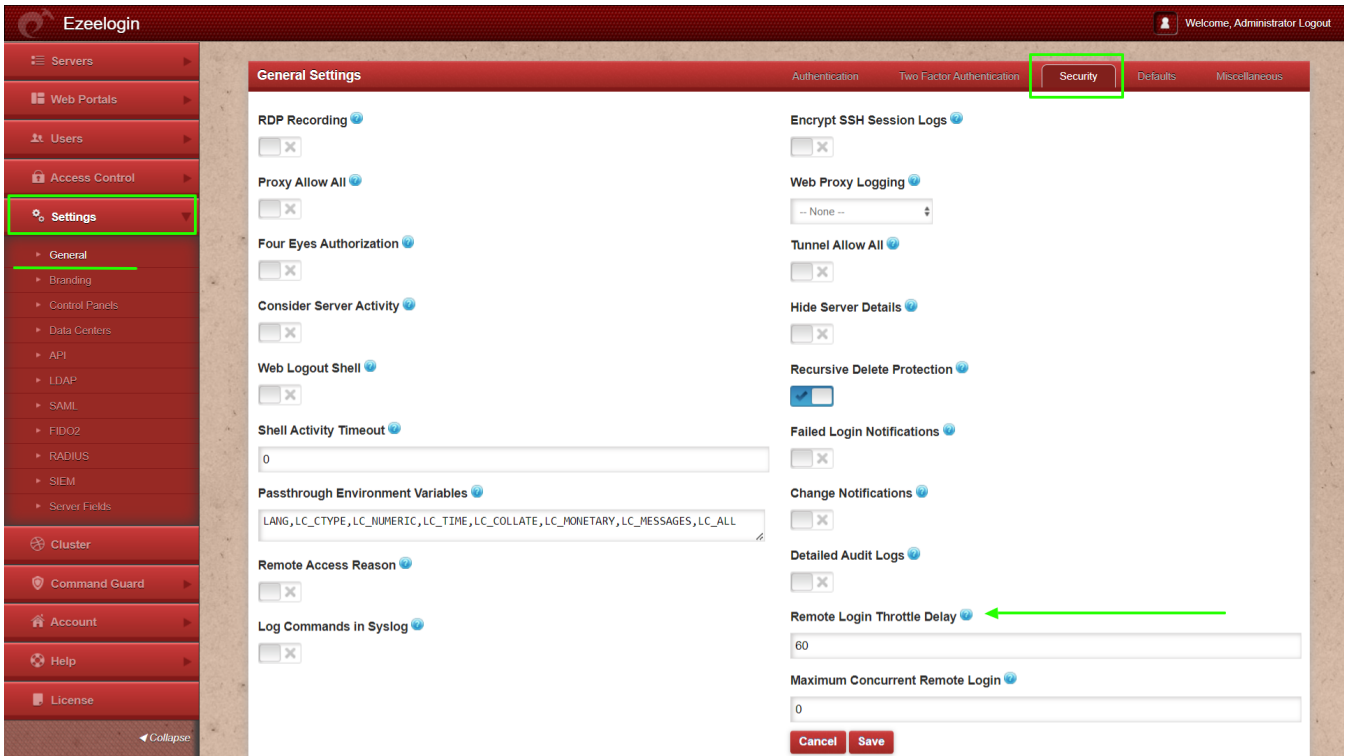 Ezeelogin
Welcome, Administrator Logout
Servers
Web Portals
Users
Access Control
Settings
General
Branding
Control Panels
Data Centers
API
LDAP
SAML
FIDO2
RADIUS
SIEM
Server Fields
Cluster
Command Guard
Account
Help
License
Collapse
General Settings
Authentication
Two Factor Authentication
Security
Defaults
Miscellaneous
RDP Recording
Proxy Allow All
Four Eyes Authorization
Consider Server Activity
Web Logout Shell
Shell Activity Timeout
0
Passthrough Environment Variables
LANG,LC_CTYPE,LC_NUMERIC,LC_TIME,LC_COLLATE,LC_MONETARY,LC_MESSAGES,LC_ALL
Remote Access Reason
Log Commands in Syslog
Encrypt SSH Session Logs
Web Proxy Logging
-- None --
Tunnel Allow All
Hide Server Details
Recursive Delete Protection
Failed Login Notifications
Change Notifications
Detailed Audit Logs
Remote Login Throttle Delay
60
Maximum Concurrent Remote Login
0
Cancel
Save